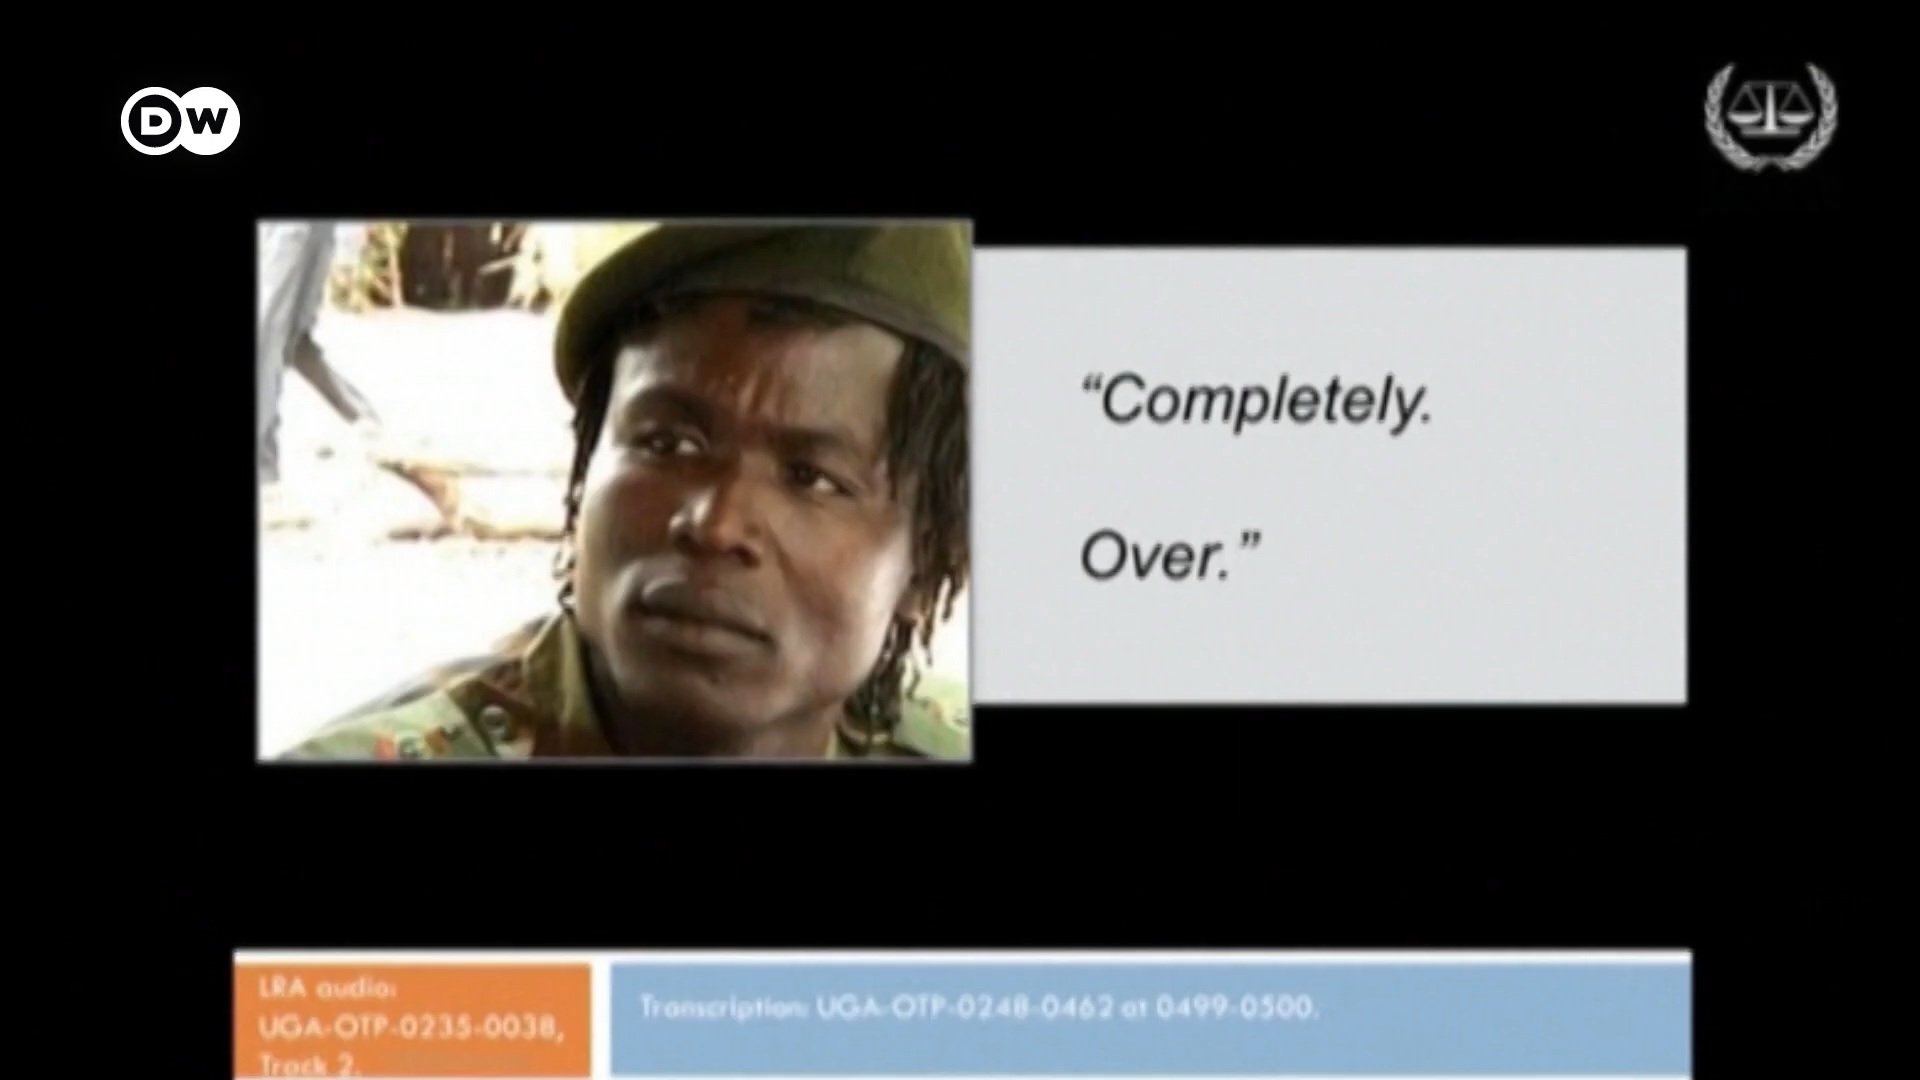 DW
“Completely.
Over.”
LRA audio:
UGA-OTP-0235-0038,
Track 2.
Transcription: UGA-OTP-0248-0462 at 0499-0500.